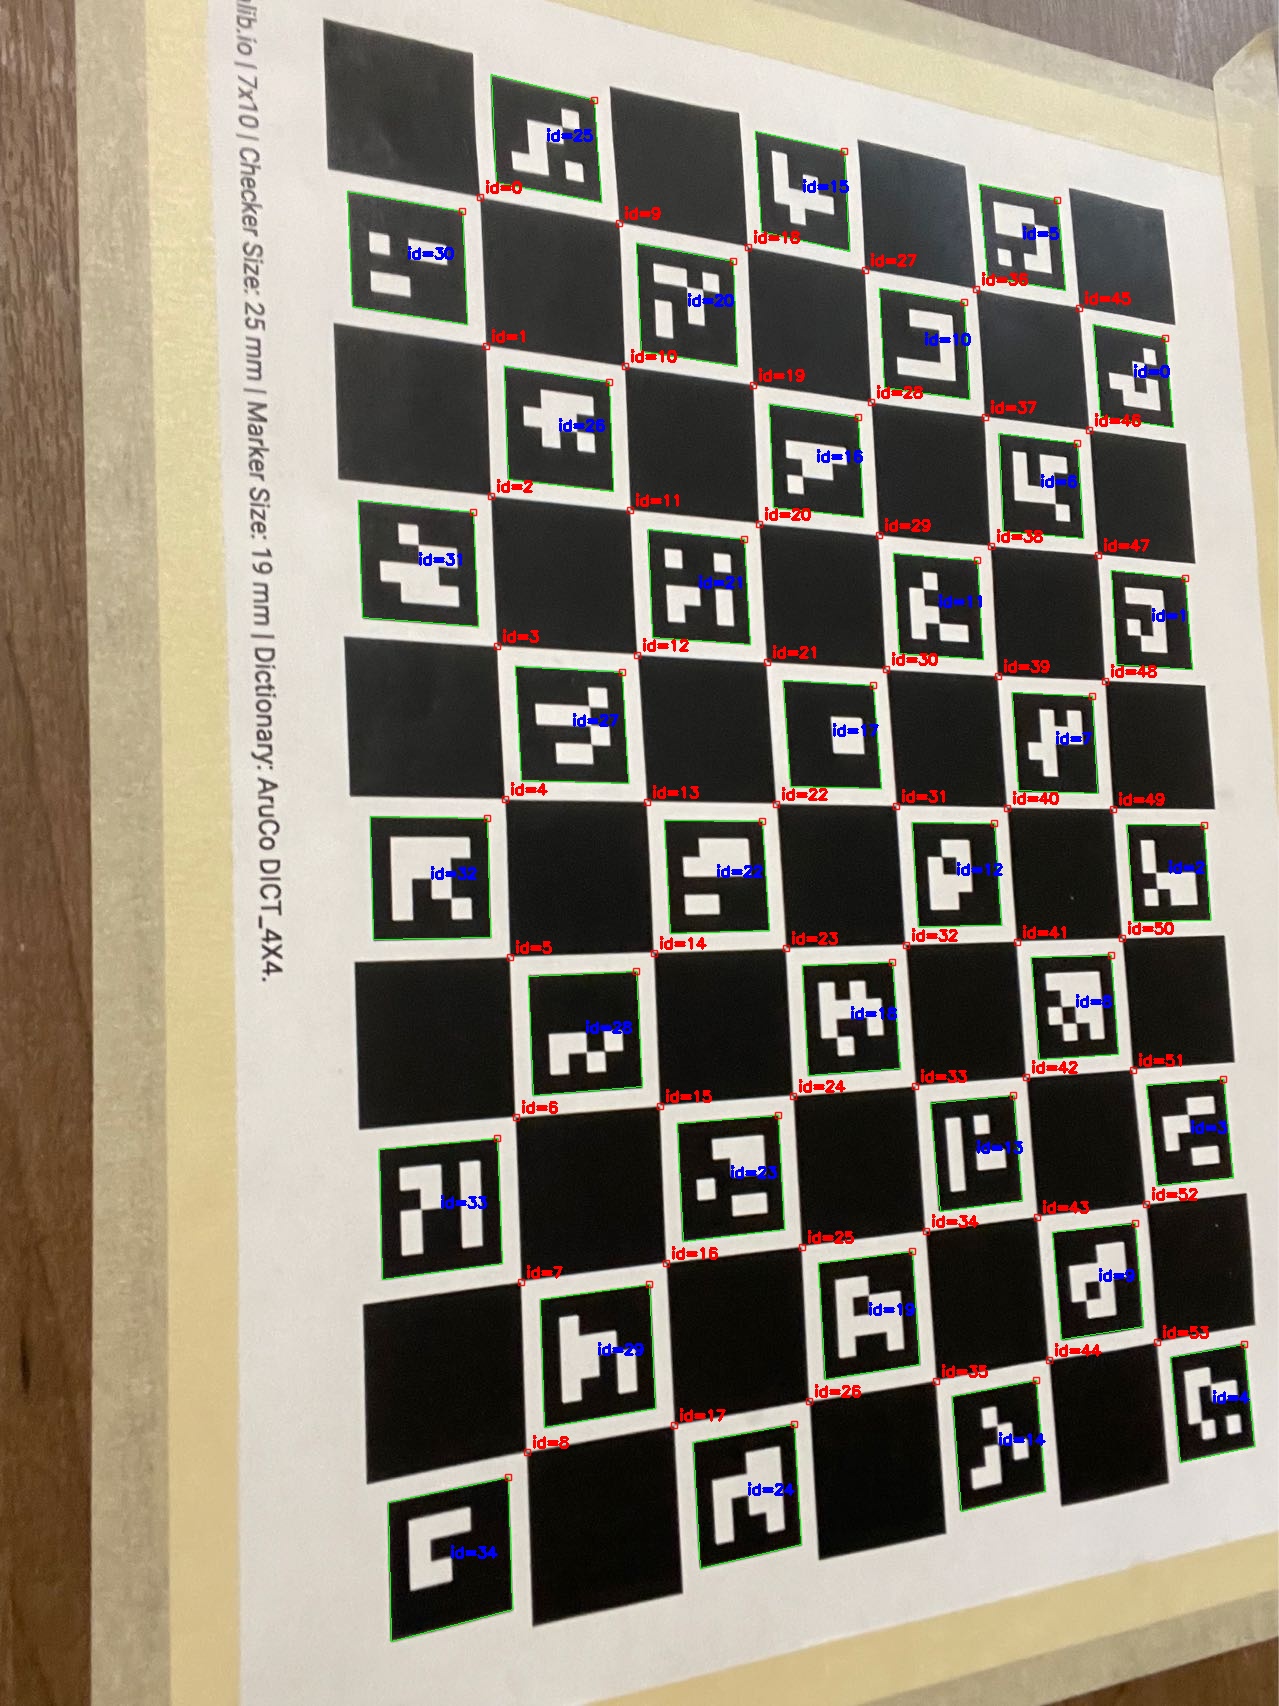 lib.io | 7x10 | Checker Size: 25 mm | Marker Size: 19 mm | Dictionary: AruCo DICT_4X4.
id=25 id=15 id=5
id=0 id=9 id=18 id=27 id=36 id=45
id=30 id=20 id=10 id=0
id=1 id=10 id=19 id=28 id=37 id=46
id=26 id=16 id=6
id=2 id=11 id=20 id=29 id=38 id=47
id=31 id=21 id=11 id=1
id=3 id=12 id=21 id=30 id=39 id=48
id=27 id=17 id=7
id=4 id=13 id=22 id=31 id=40 id=49
id=32 id=22 id=12 id=2
id=5 id=14 id=23 id=32 id=41 id=50
id=28 id=18 id=8
id=6 id=15 id=24 id=33 id=42 id=51
id=33 id=23 id=13 id=3
id=7 id=16 id=25 id=34 id=43 id=52
id=29 id=19 id=9
id=8 id=17 id=26 id=35 id=44 id=53
id=34 id=24 id=14 id=4